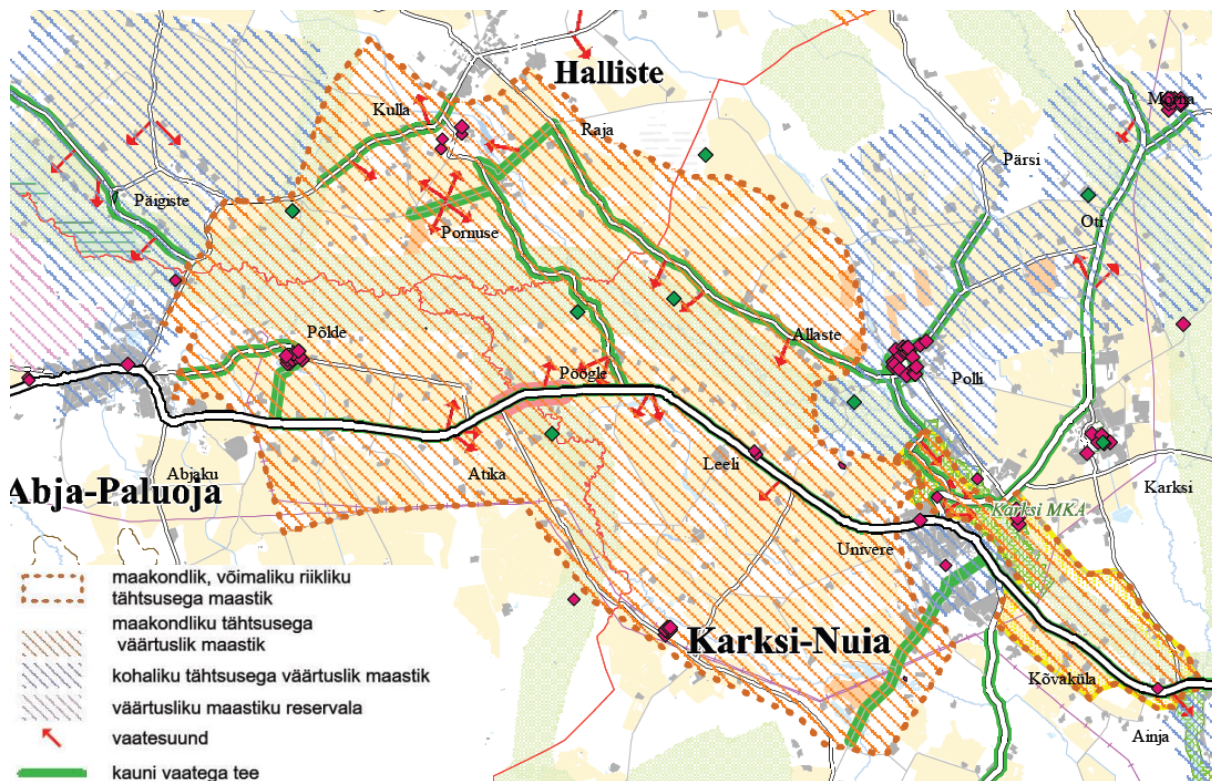 Halliste
Kulla
Raja
Morna
Pärsi
Päigiste
Oti
Pornuse
Põlde
Allaste
Pöögle
Polli
Abjaku
Atika
Leeli
Karksi
Abja-Paluoja
Karksi MKA
Univere
maakondlik, võimaliku riikliku
tähtsusega maastik
maakondliku tähtsusega
väärtuslik maastik
Karksi-Nuia
kohaliku tähtsusega väärtuslik maastik
Kõvaküla
väärtusliku maastiku reservala
vaatesuund
Ainja
kauni vaatega tee